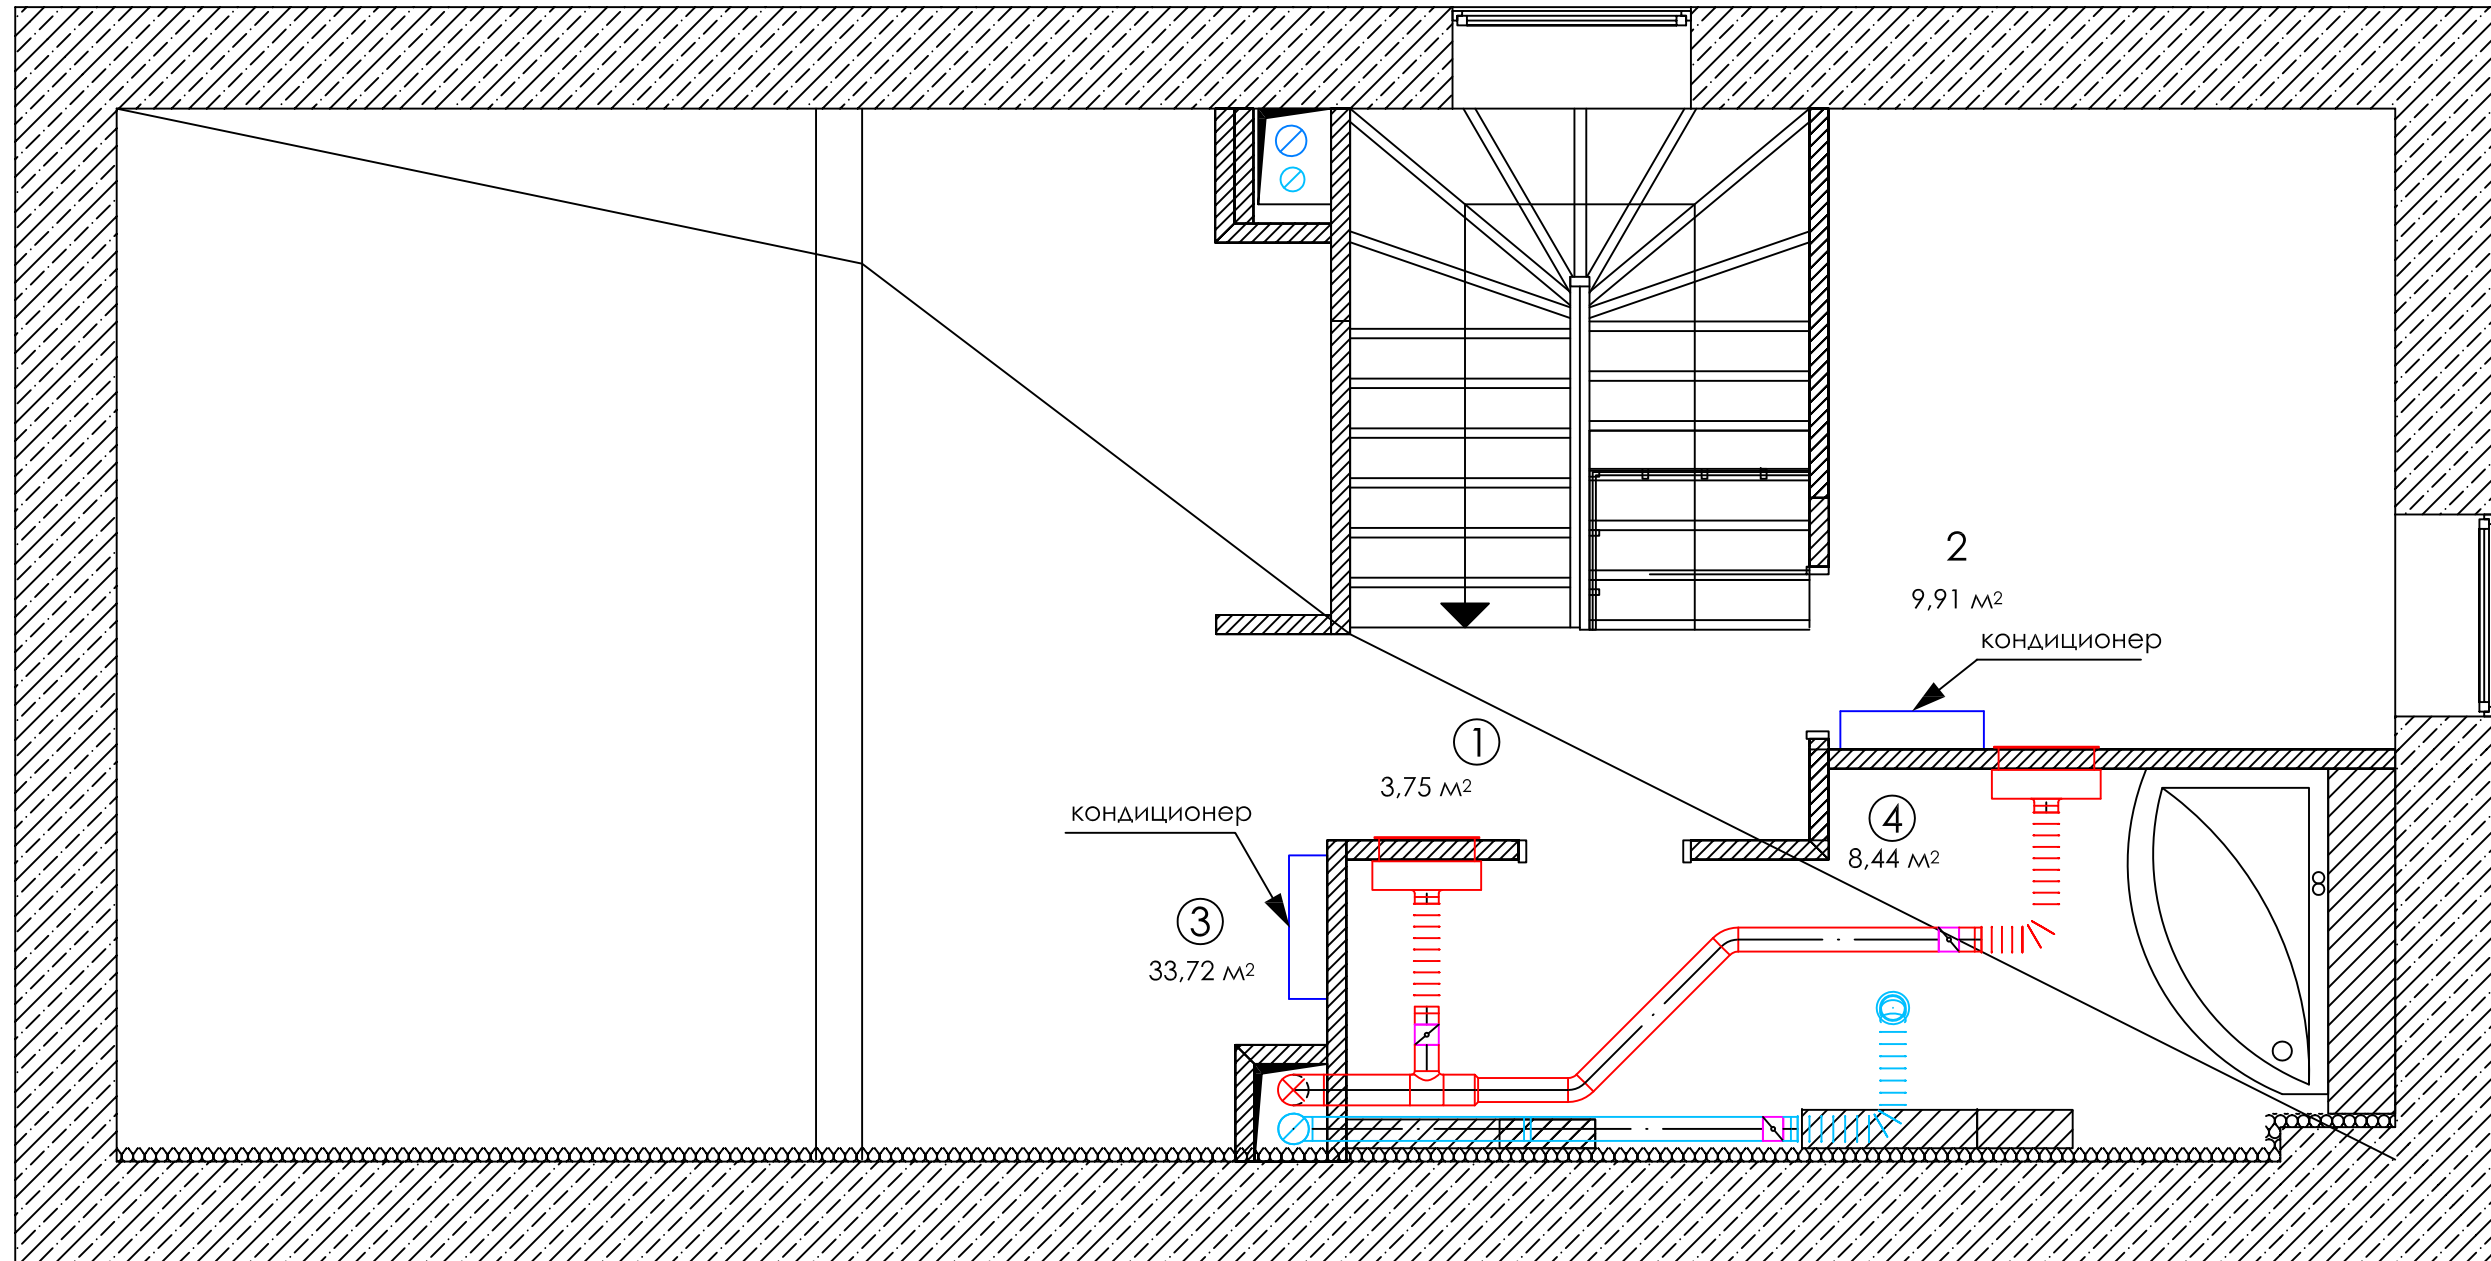 2
9,91 м²
кондиционер
1
3,75 м²
кондиционер
4
8,44 м²
3
33,72 м²